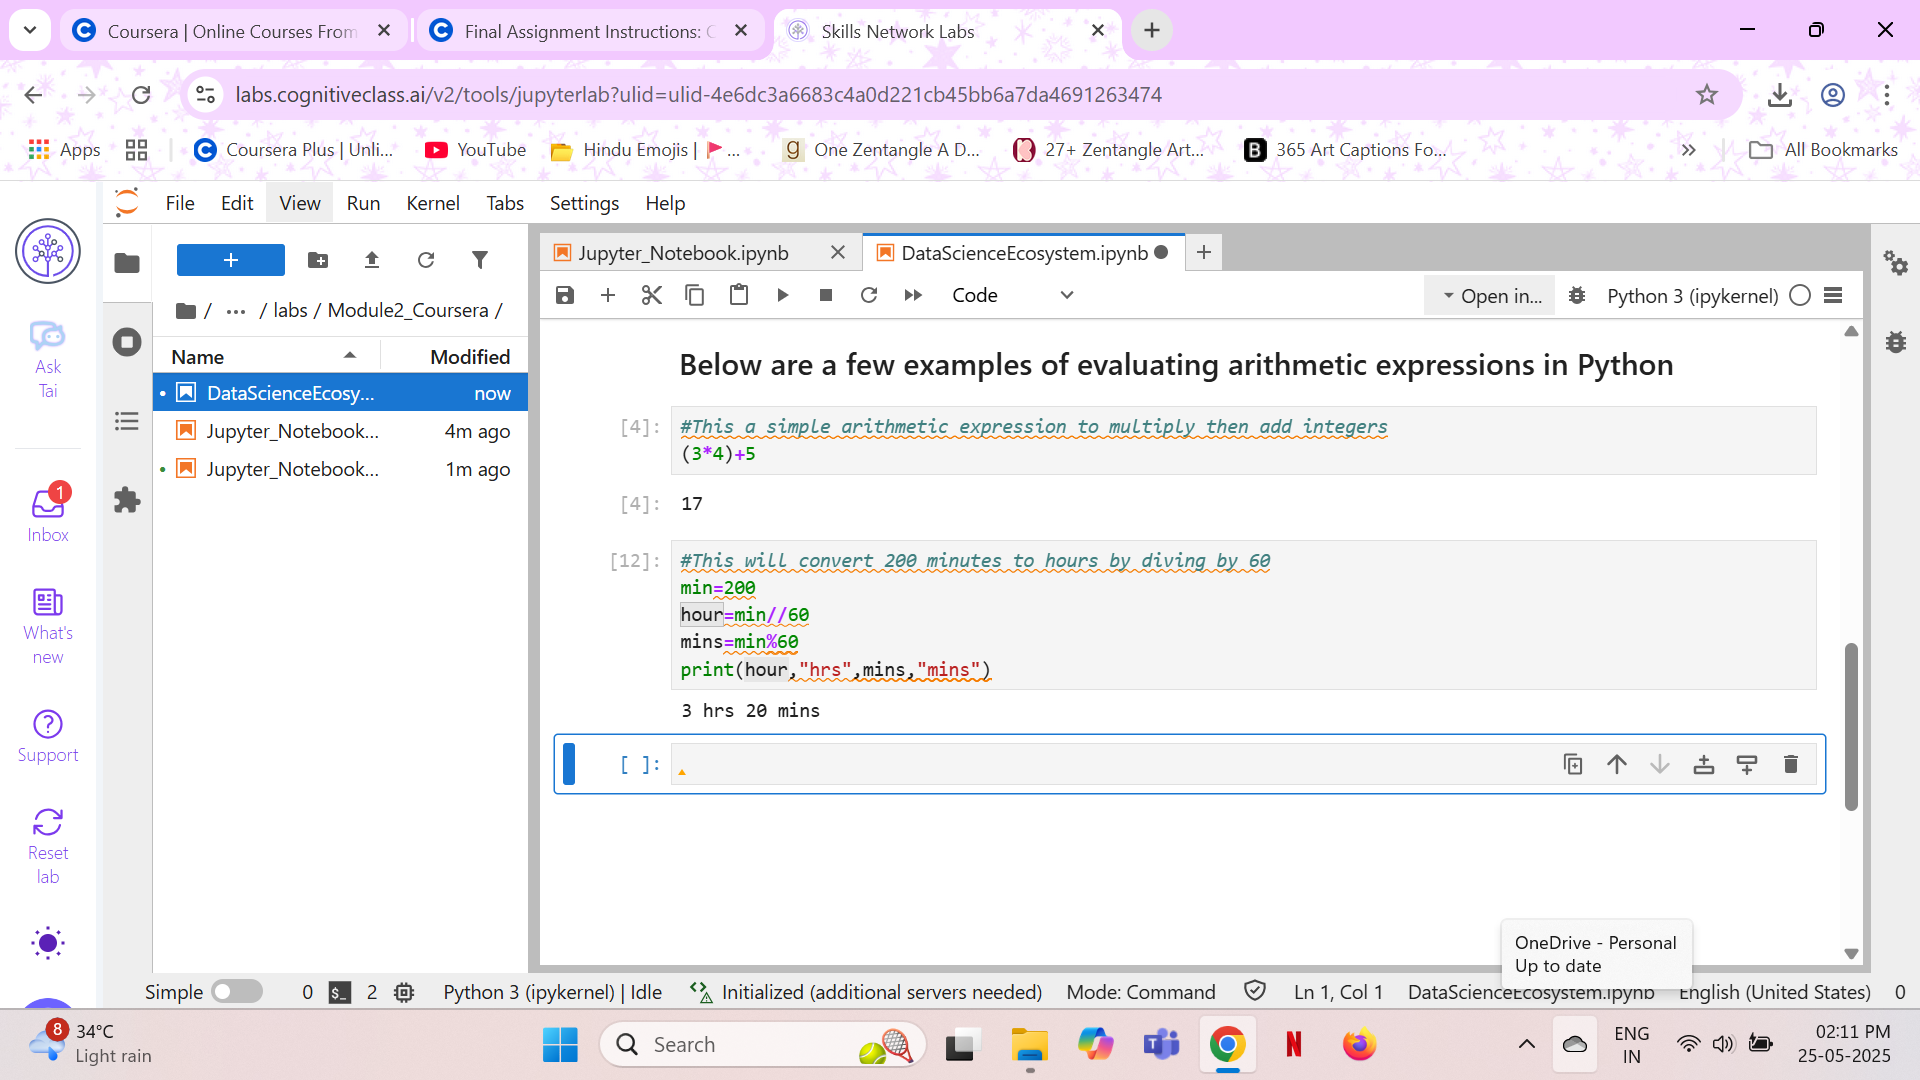 Coursera | Online Courses From
Final Assignment Instructions: C
Skills Network Labs
labs.cognitiveclass.ai/v2/tools/jupyterlab?ulid=ulid-4e6dc3a6683c4a0d221cb45bb6a7da4691263474
Apps
Coursera Plus | Unli...
YouTube
Hindu Emojis | ...
One Zentangle A D...
27+ Zentangle Art...
365 Art Captions Fo...
All Bookmarks
File Edit View Run Kernel Tabs Settings Help
Ask
Tai
1
Inbox
What's
new
Support
Reset
lab
/ ... / labs / Module2_Coursera /
Name Modified
DataScienceEcosy... now
Jupyter_Notebook... 4m ago
Jupyter_Notebook... 1m ago
Jupyter_Notebook.ipynb
DataScienceEcosystem.ipynb
Code
Open in...
Python 3 (ipykernel)
Below are a few examples of evaluating arithmetic expressions in Python
[4]: #This a simple arithmetic expression to multiply then add integers
(3*4)+5
[4]: 17
[12]: #This will convert 200 minutes to hours by diving by 60
min=200
hour=min//60
mins=min%60
print(hour,"hrs",mins,"mins")
3 hrs 20 mins
[ ]:
OneDrive - Personal
Up to date
Simple 0 $_ 2 Python 3 (ipykernel) | Idle Initialized (additional servers needed) Mode: Command Ln 1, Col 1 DataScienceEcosystem.ipynb English (United States) 0
8
34°C
Light rain
Search
ENG
IN
02:11 PM
25-05-2025